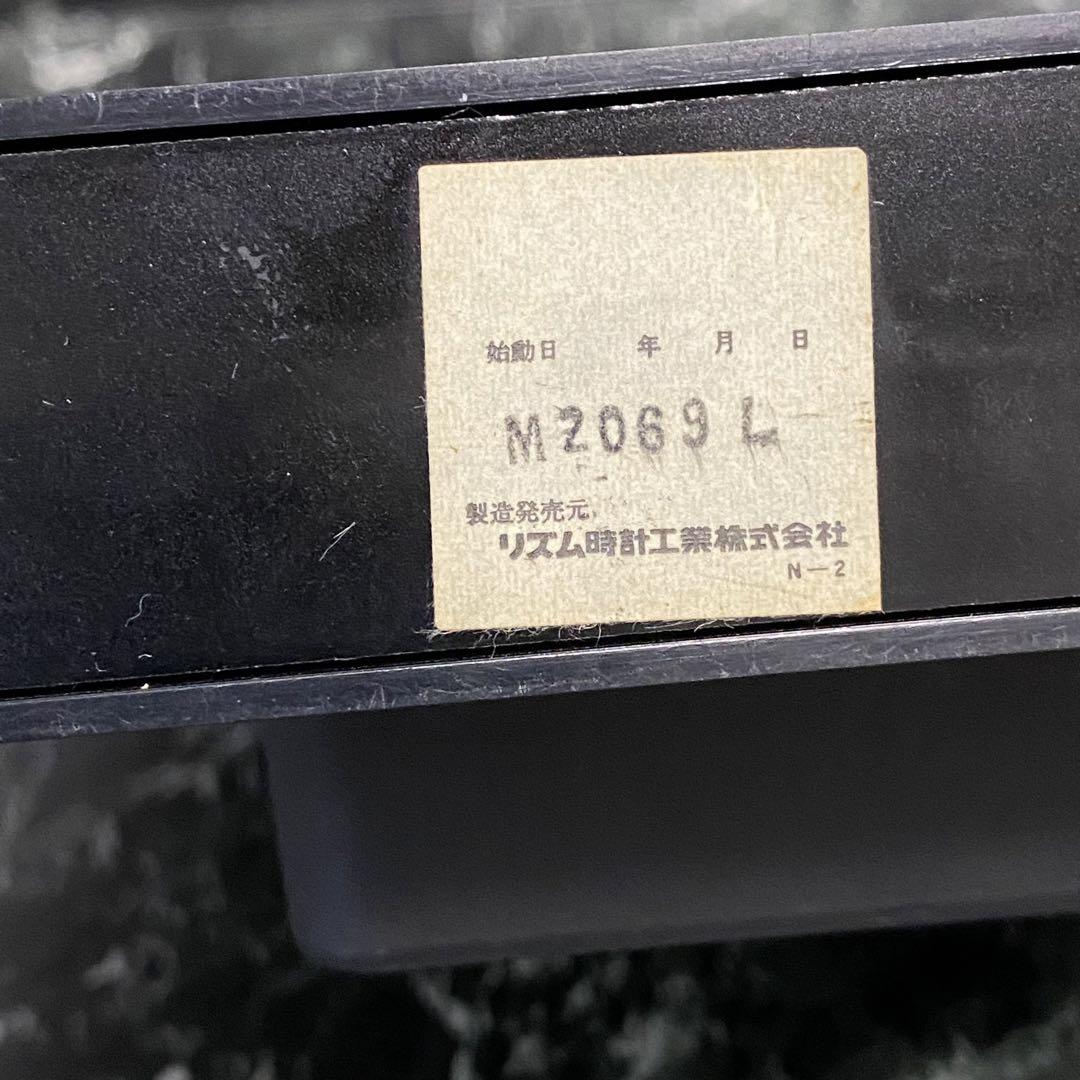 始動日 年 月 日
M2069 L
製造発売元
リズム時計工業株式会社
N-2